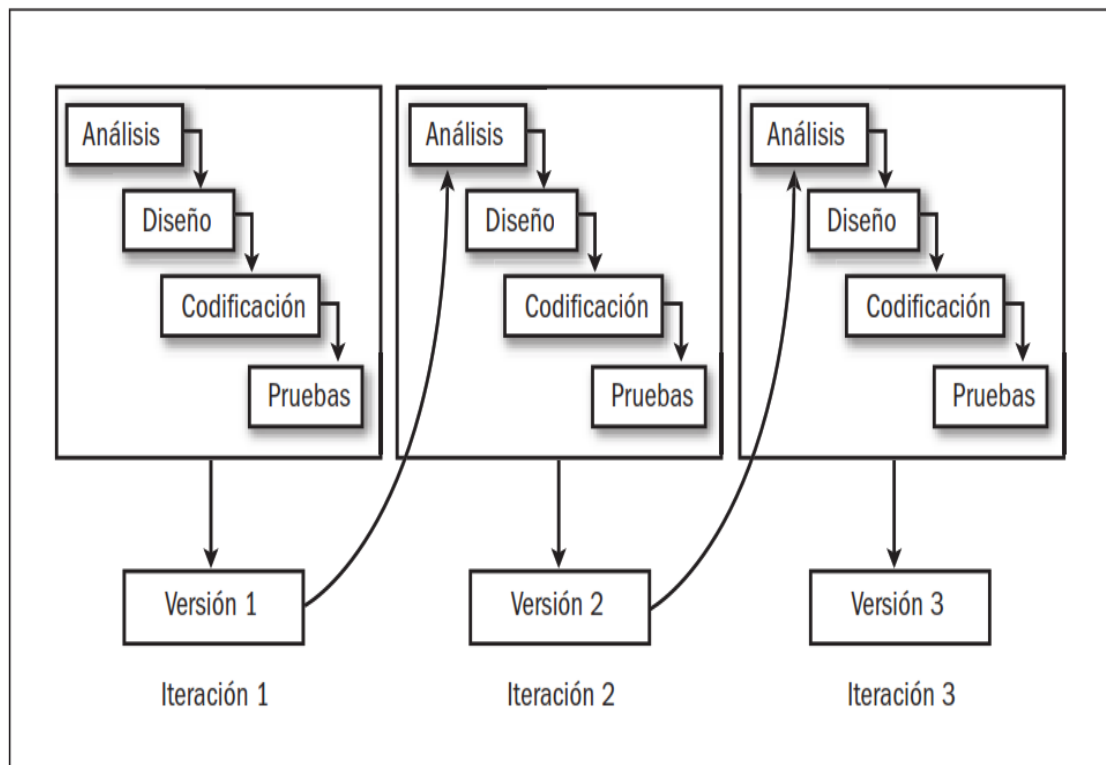 Análisis
Diseño
Codificación
Pruebas
Versión 1
Iteración 1
Análisis
Diseño
Codificación
Pruebas
Versión 2
Iteración 2
Análisis
Diseño
Codificación
Pruebas
Versión 3
Iteración 3